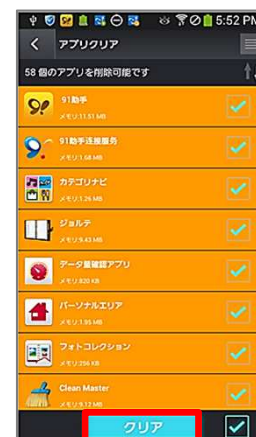 5:52 PM
アプリクリア
58 個のアプリを削除可能です
91助手
メモリ:11.51 MB
91助手连接服务
メモリ:1.68 MB
カテゴリナビ
メモリ:1.26 MB
ジョルテ
メモリ:9.43 MB
データ量確認アプリ
メモリ:820 KB
パーソナルエリア
メモリ:1.95 MB
フォトコレクション
メモリ:256 KB
Clean Master
メモリ:9.12 MB
クリア